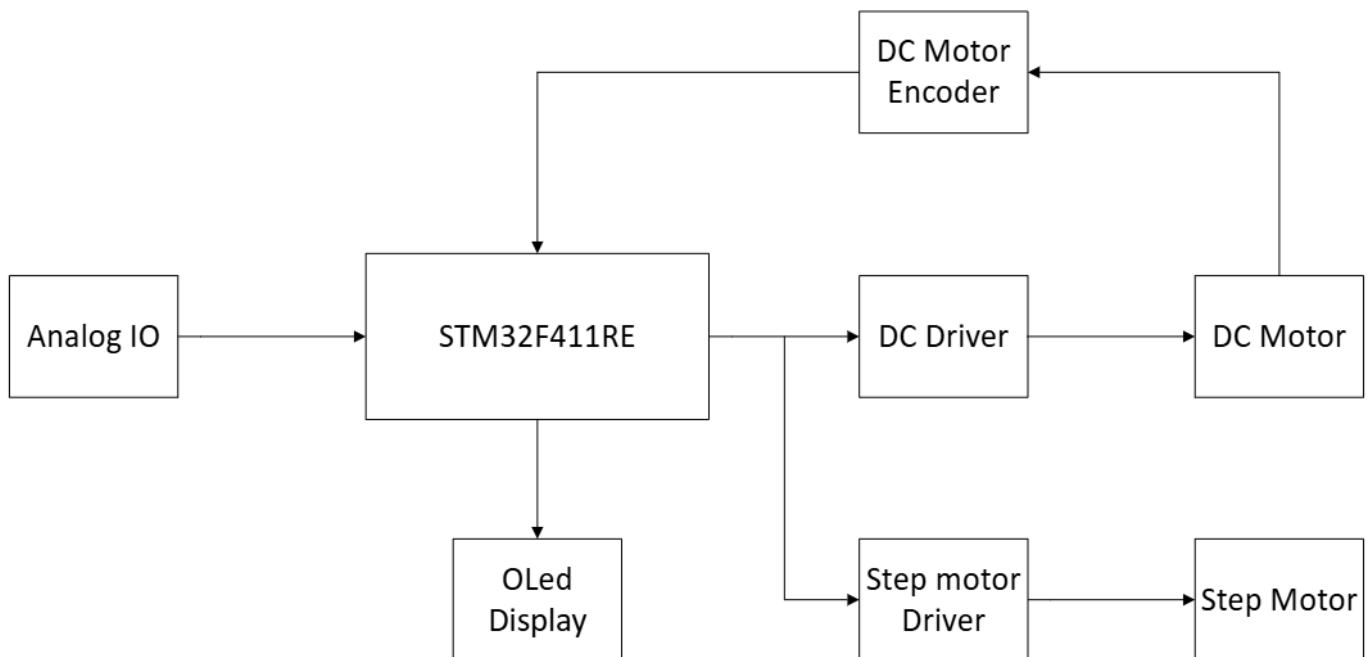 DC Motor
Encoder
Analog IO
STM32F411RE
DC Driver
DC Motor
OLed
Display
Step motor
Driver
Step Motor